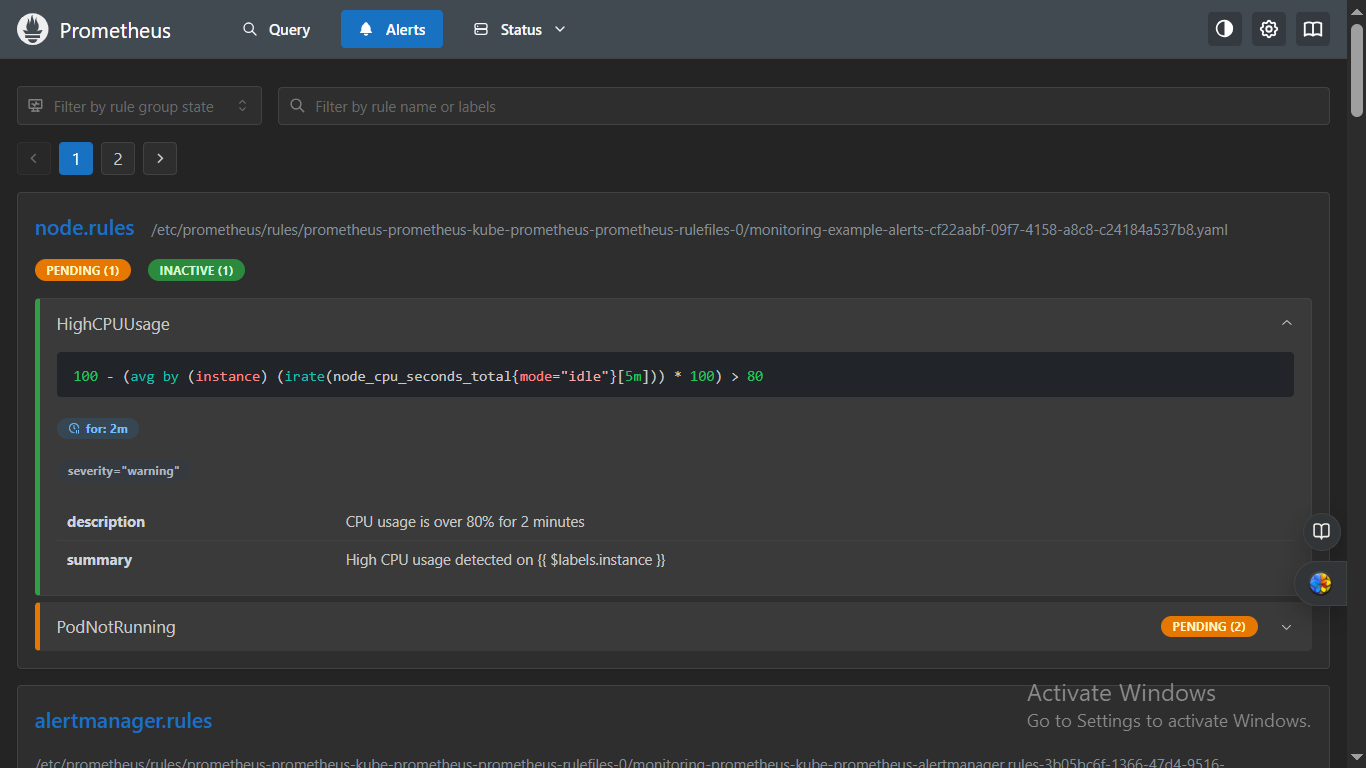 Prometheus
Query
Alerts
Status
Filter by rule group state
Filter by rule name or labels
1
2
node.rules /etc/prometheus/rules/prometheus-prometheus-kube-prometheus-prometheus-rulefiles-0/monitoring-example-alerts-cf22aabf-09f7-4158-a8c8-c24184a537b8.yaml
PENDING (1) INACTIVE (1)
HighCPUUsage
100 - (avg by (instance) (irate(node_cpu_seconds_total{mode="idle"}[5m])) * 100) > 80
for: 2m
severity="warning"
description CPU usage is over 80% for 2 minutes
summary High CPU usage detected on {{ $labels.instance }}
PodNotRunning PENDING (2)
alertmanager.rules
/etc/prometheus/rules/prometheus-prometheus-kube-prometheus-prometheus-rulefiles-0/monitoring-prometheus-kube-prometheus-alertmanager.rules-3b05bc6f-1366-47d4-9516-
Activate Windows
Go to Settings to activate Windows.